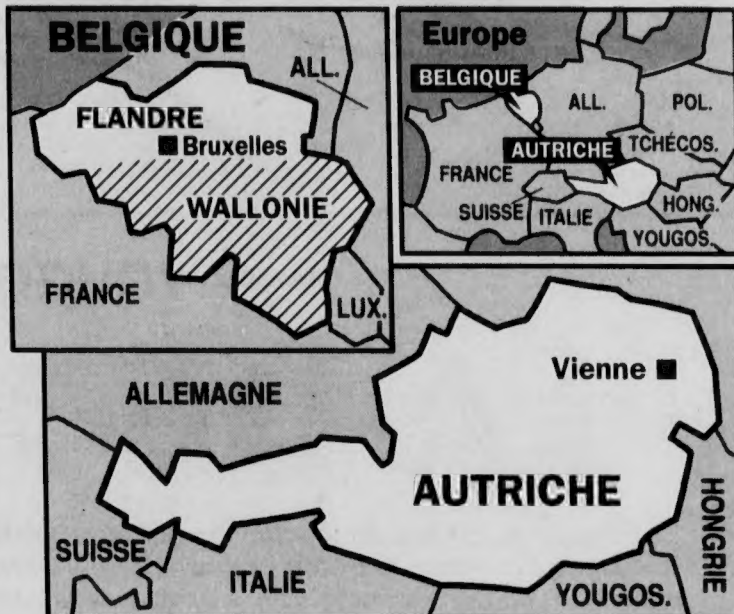 BELGIQUE
ALL.
FLANDRE
Bruxelles
WALLONIE
FRANCE
LUX.
Europe
BELGIQUE
ALL.
POL.
TCHÉCOS.
AUTRICHE
FRANCE
SUISSE
ITALIE
HONG.
YOUGOS.
ALLEMAGNE
Vienne
AUTRICHE
HONGRIE
SUISSE
ITALIE
YOUGOS.